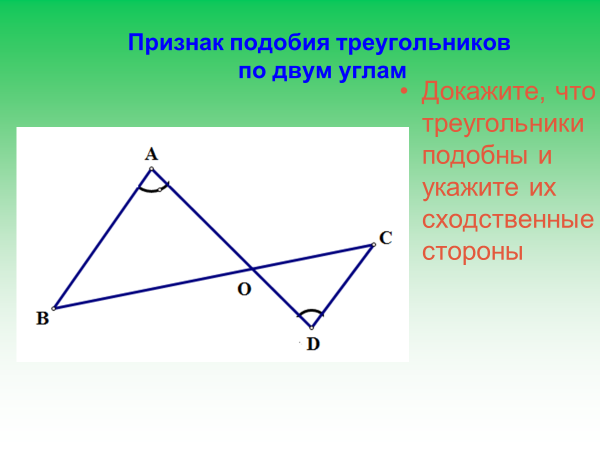 Признак подобия треугольников
по двум углам
• Докажите, что
треугольники
подобны и
укажите их
сходственные
стороны
A
C
O
B
D